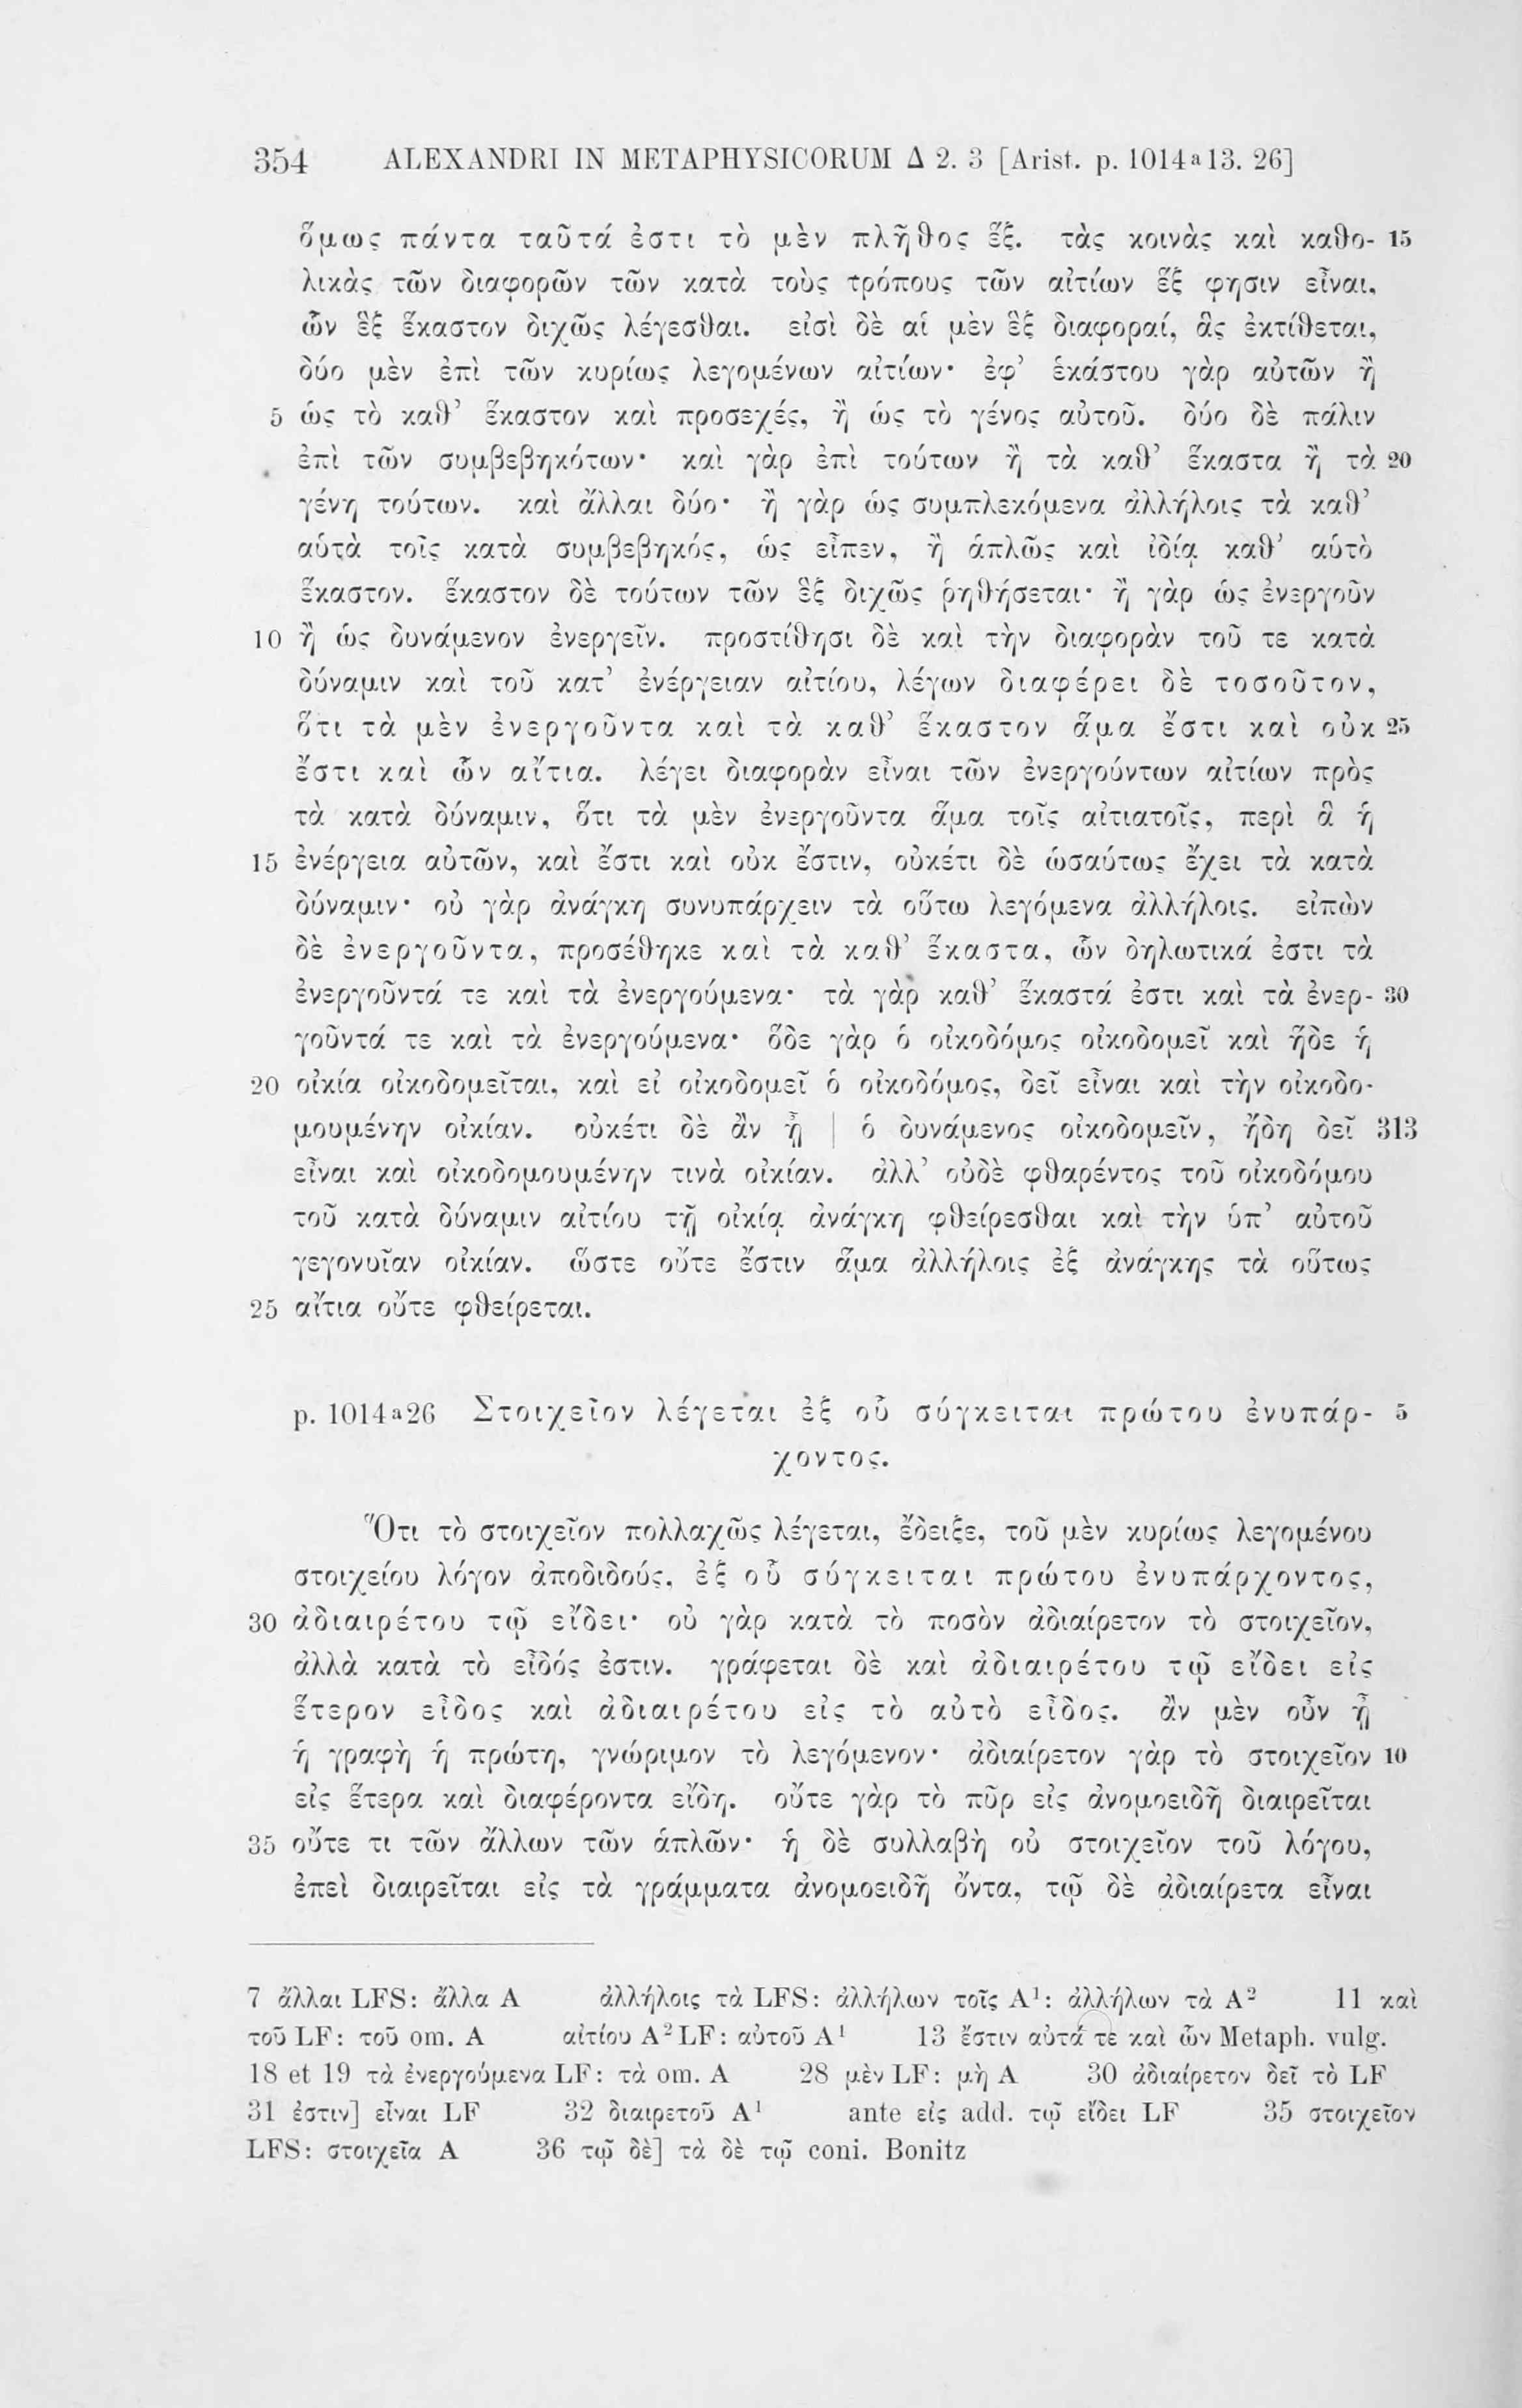 354 ALEXANDRI IN METAPHYSICORUM Δ 2. 3 [Arist. p. 1014ᵃ13. 26]
ὅμως πάντα ταῦτά ἐστι τὸ μὲν πλῆθος ἕξ. τὰς κοινὰς καὶ καθο- 15
λικὰς τῶν διαφορῶν τῶν κατὰ τοὺς τρόπους τῶν αἰτίων ἕξ φησιν εἶναι,
ὧν ἓξ ἕκαστον διχῶς λέγεσθαι. εἰσὶ δὲ αἱ μὲν ἓξ διαφοραί, ἃς ἐκτίθεται,
δύο μὲν ἐπὶ τῶν κυρίως λεγομένων αἰτίων· ἐφ’ ἑκάστου γὰρ αὐτῶν ἢ
5 ὡς τὸ καθ’ ἕκαστον καὶ προσεχές, ἢ ὡς τὸ γένος αὐτοῦ. δύο δὲ πάλιν
ἐπὶ τῶν συμβεβηκότων· καὶ γὰρ ἐπὶ τούτων ἢ τὰ καθ’ ἕκαστα ἢ τὰ 20
γένη τούτων. καὶ ἄλλαι δύο· ἢ γὰρ ὡς συμπλεκόμενα ἀλλήλοις τὰ καθ’
αὑτὰ τοῖς κατὰ συμβεβηκός, ὡς εἶπεν, ἢ ἁπλῶς καὶ ἰδίᾳ καθ’ αὑτὸ
ἕκαστον. ἕκαστον δὲ τούτων τῶν ἓξ διχῶς ῥηθήσεται· ἢ γὰρ ὡς ἐνεργοῦν
10 ἢ ὡς δυνάμενον ἐνεργεῖν. προστίθησι δὲ καὶ τὴν διαφορὰν τοῦ τε κατὰ
δύναμιν καὶ τοῦ κατ’ ἐνέργειαν αἰτίου, λέγων διαφέρει δὲ τοσοῦτον,
ὅτι τὰ μὲν ἐνεργοῦντα καὶ τὰ καθ’ ἕκαστον ἅμα ἔστι καὶ οὐκ 25
ἔστι καὶ ὧν αἴτια. λέγει διαφορὰν εἶναι τῶν ἐνεργούντων αἰτίων πρὸς
τὰ κατὰ δύναμιν, ὅτι τὰ μὲν ἐνεργοῦντα ἅμα τοῖς αἰτιατοῖς, περὶ ἃ ἡ
15 ἐνέργεια αὐτῶν, καὶ ἔστι καὶ οὐκ ἔστιν, οὐκέτι δὲ ὡσαύτως ἔχει τὰ κατὰ
δύναμιν· οὐ γὰρ ἀνάγκη συνυπάρχειν τὰ οὕτω λεγόμενα ἀλλήλοις. εἰπὼν
δὲ ἐνεργοῦντα, προσέθηκε καὶ τὰ καθ’ ἕκαστα, ὧν δηλωτικά ἐστι τὰ
ἐνεργοῦντά τε καὶ τὰ ἐνεργούμενα· τὰ γὰρ καθ’ ἕκαστά ἐστι καὶ τὰ ἐνερ- 30
γοῦντά τε καὶ τὰ ἐνεργούμενα· ὅδε γὰρ ὁ οἰκοδόμος οἰκοδομεῖ καὶ ἥδε ἡ
20 οἰκία οἰκοδομεῖται, καὶ εἰ οἰκοδομεῖ ὁ οἰκοδόμος, δεῖ εἶναι καὶ τὴν οἰκοδο-
μουμένην οἰκίαν. οὐκέτι δὲ ἂν ᾖ | ὁ δυνάμενος οἰκοδομεῖν, ἤδη δεῖ 313
εἶναι καὶ οἰκοδομουμένην τινὰ οἰκίαν. ἀλλ’ οὐδὲ φθαρέντος τοῦ οἰκοδόμου
τοῦ κατὰ δύναμιν αἰτίου τῇ οἰκίᾳ ἀνάγκη φθείρεσθαι καὶ τὴν ὑπ’ αὐτοῦ
γεγονυῖαν οἰκίαν. ὥστε οὔτε ἔστιν ἅμα ἀλλήλοις ἐξ ἀνάγκης τὰ οὕτως
25 αἴτια οὔτε φθείρεται.
p. 1014ᵃ26 Στοιχεῖον λέγεται ἐξ οὗ σύγκειται πρώτου ἐνυπάρ- 5
χοντος.
Ὅτι τὸ στοιχεῖον πολλαχῶς λέγεται, ἔδειξε, τοῦ μὲν κυρίως λεγομένου
στοιχείου λόγον ἀποδιδούς, ἐξ οὗ σύγκειται πρώτου ἐνυπάρχοντος,
30 ἀδιαιρέτου τῷ εἴδει· οὐ γὰρ κατὰ τὸ ποσὸν ἀδιαίρετον τὸ στοιχεῖον,
ἀλλὰ κατὰ τὸ εἶδός ἐστιν. γράφεται δὲ καὶ ἀδιαιρέτου τῷ εἴδει εἰς
ἕτερον εἶδος καὶ ἀδιαιρέτου εἰς τὸ αὐτὸ εἶδος. ἂν μὲν οὖν ᾖ
ἡ γραφὴ ἡ πρώτη, γνώριμον τὸ λεγόμενον· ἀδιαίρετον γὰρ τὸ στοιχεῖον 10
εἰς ἕτερα καὶ διαφέροντα εἴδη. οὔτε γὰρ τὸ πῦρ εἰς ἀνομοειδῆ διαιρεῖται
35 οὔτε τι τῶν ἄλλων τῶν ἁπλῶν· ἡ δὲ συλλαβὴ οὐ στοιχεῖον τοῦ λόγου,
ἐπεὶ διαιρεῖται εἰς τὰ γράμματα ἀνομοειδῆ ὄντα, τῷ δὲ ἀδιαίρετα εἶναι
7 ἄλλαι LFS: ἄλλα A ἀλλήλοις τὰ LFS: ἀλλήλων τοῖς A¹: ἀλλήλων τὰ A² 11 καὶ
τοῦ LF: τοῦ om. A αἰτίου A²LF: αὐτοῦ A¹ 13 ἔστιν αὐτά τε καὶ ὧν Metaph. vulg.
18 et 19 τὰ ἐνεργούμενα LF: τὰ om. A 28 μὲν LF: μὴ A 30 ἀδιαίρετον δεῖ τὸ LF
31 ἐστιν] εἶναι LF 32 διαιρετοῦ A¹ ante εἰς add. τῷ εἴδει LF 35 στοιχεῖον
LFS: στοιχεῖα A 36 τῷ δὲ] τὰ δὲ τῷ coni. Bonitz